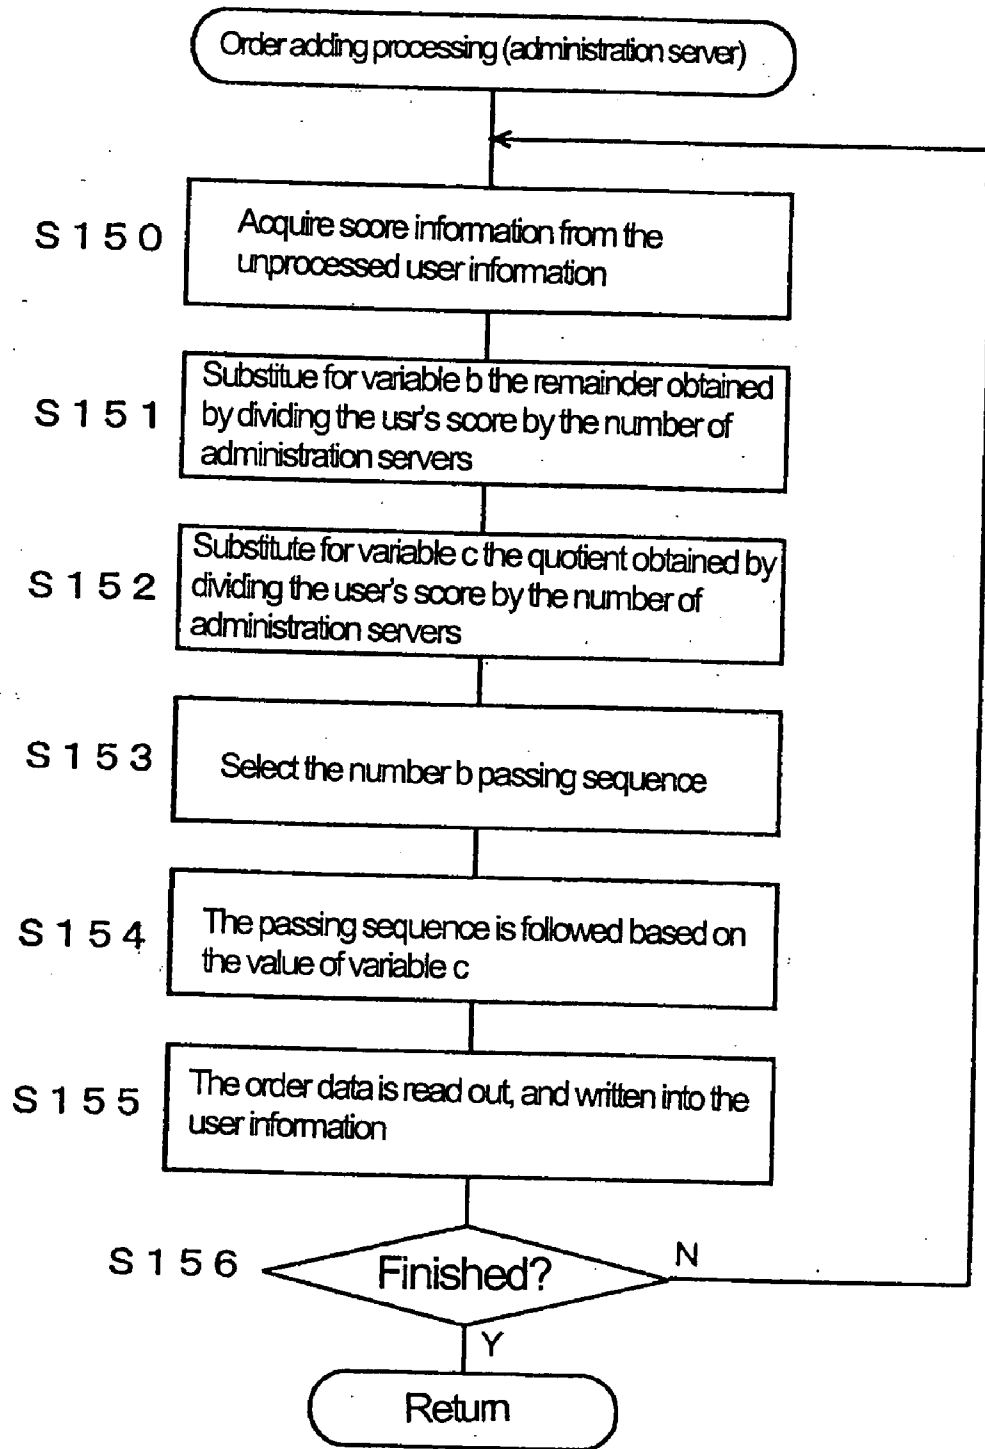 Order adding processing (administration server)
S150
Acquire score information from the
unprocessed user information
S151
Substitue for variable b the remainder obtained
by dividing the usr's score by the number of
administration servers
S152
Substitute for variable c the quotient obtained by
dividing the user's score by the number of
administration servers
S153
Select the number b passing sequence
S154
The passing sequence is followed based on
the value of variable c
S155
The order data is read out, and written into the
user information
S156
Finished?
N
Y
Return